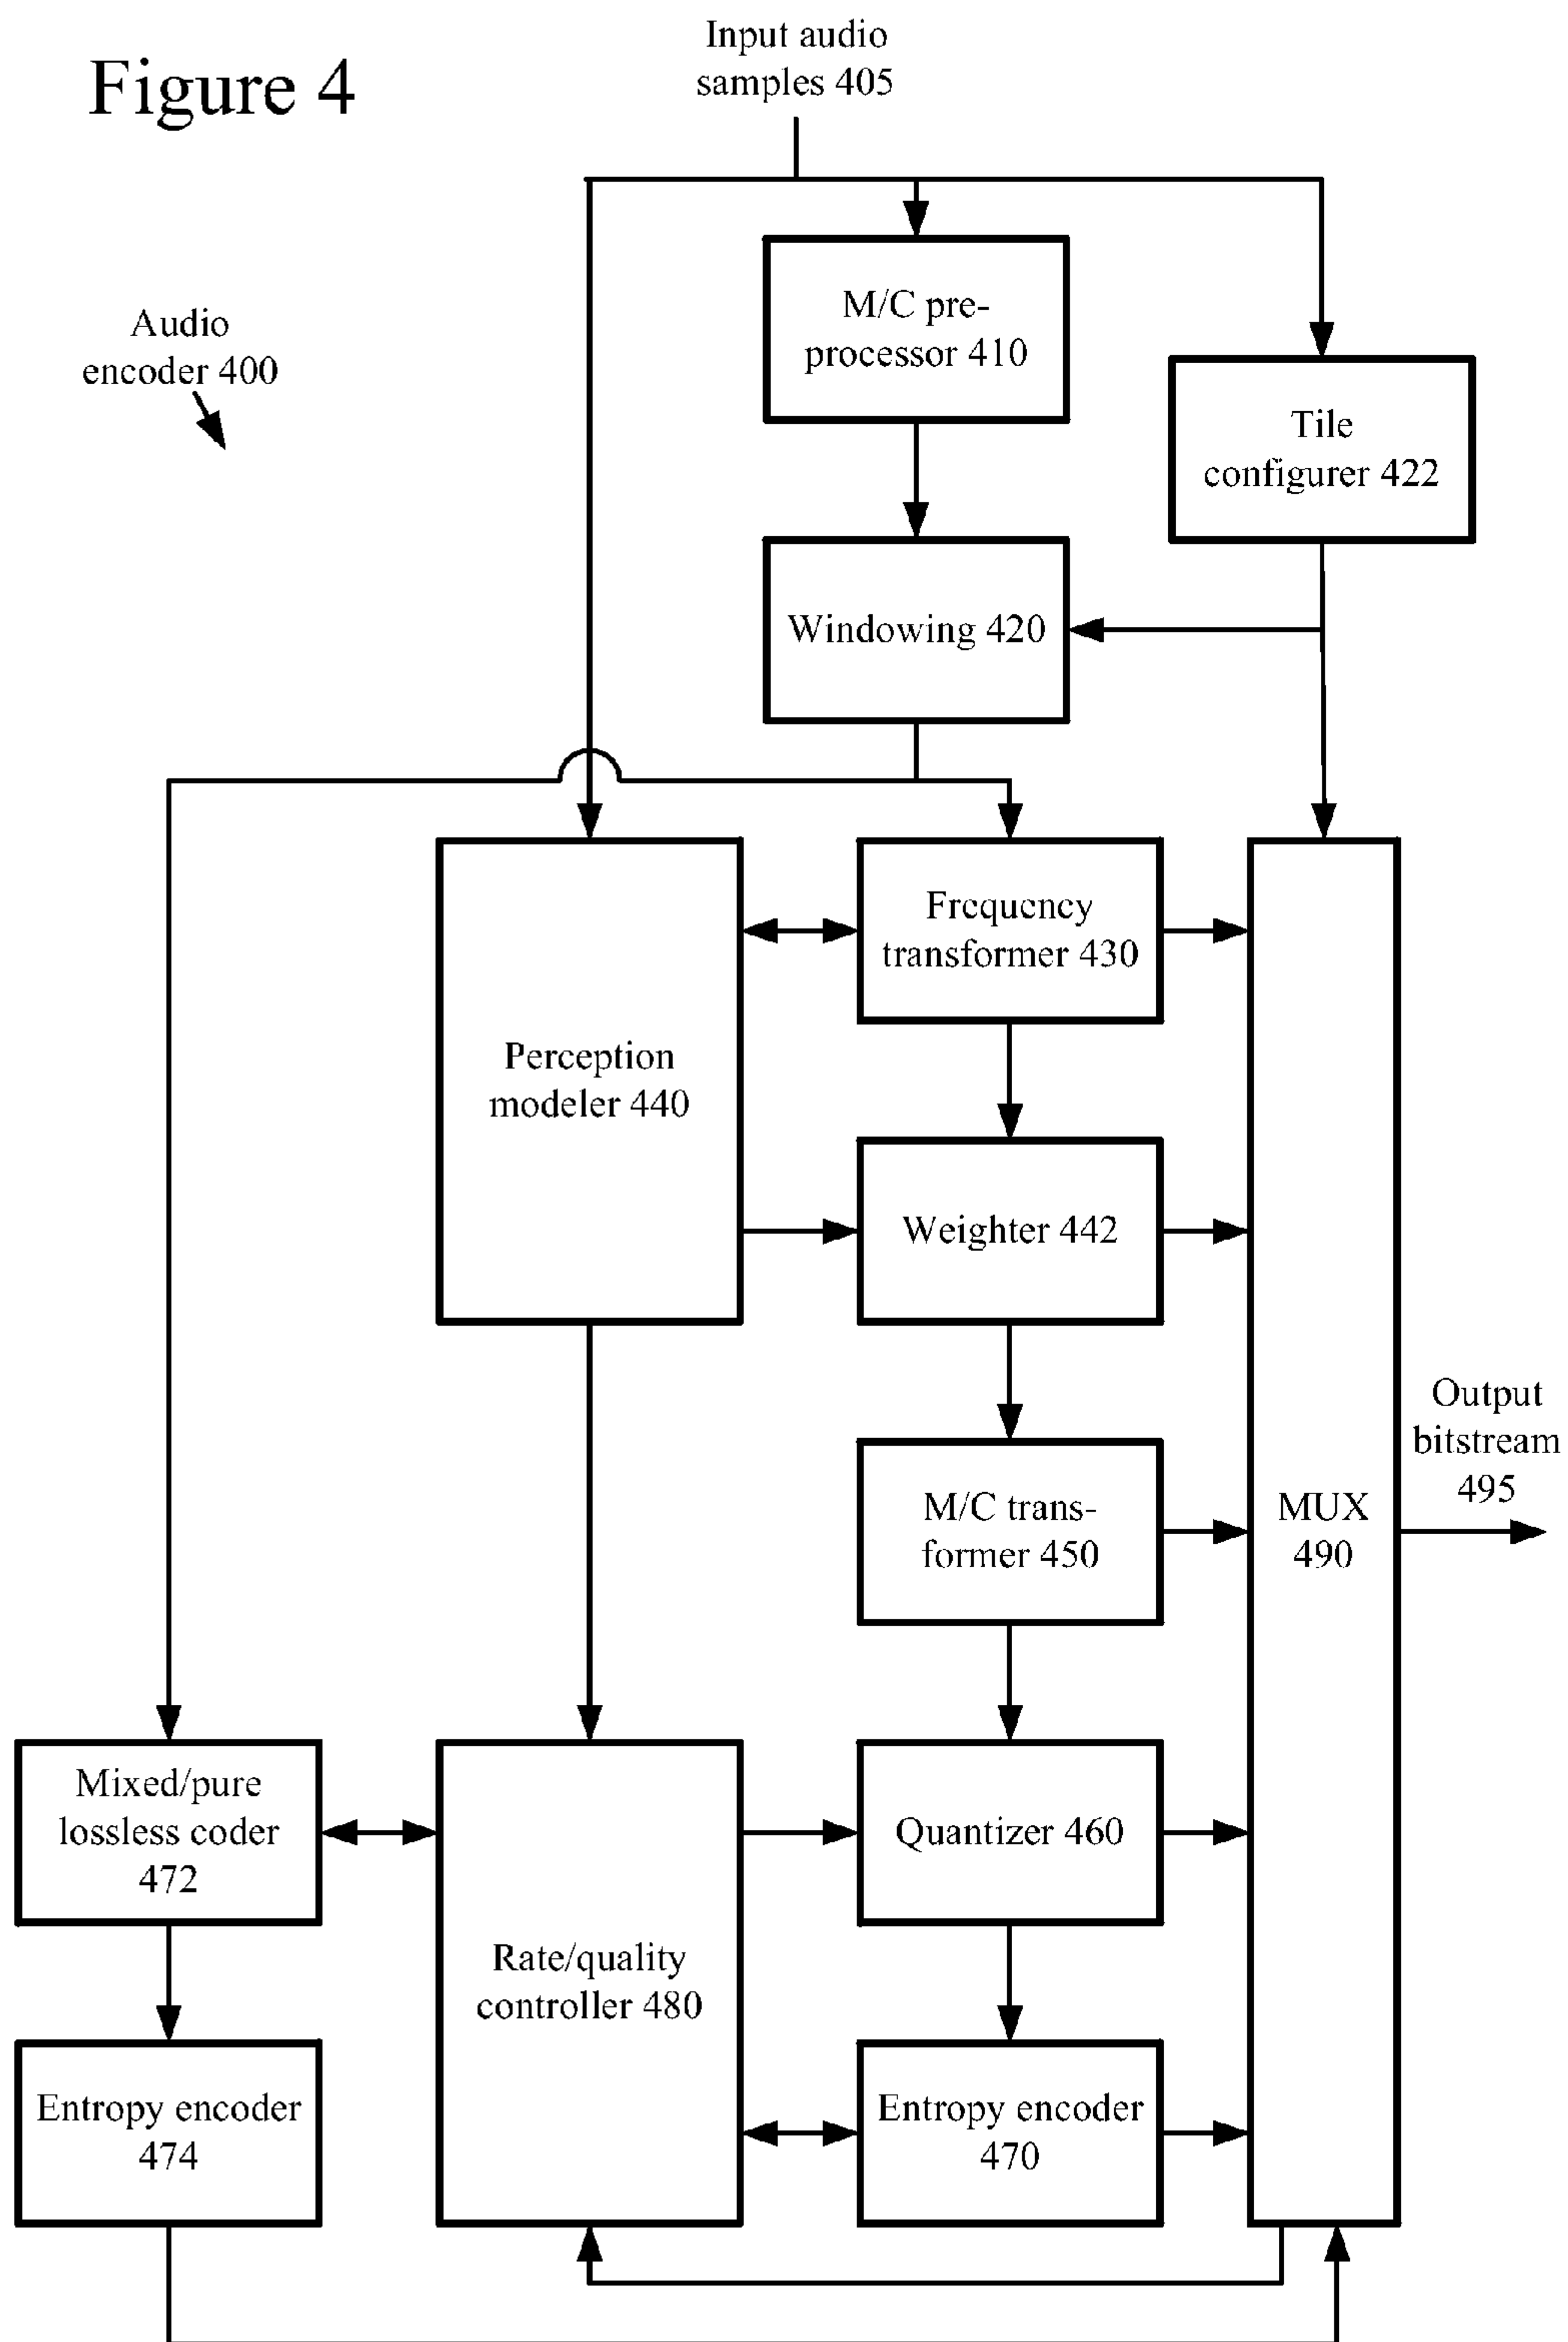 Figure 4
Input audio
samples 405
Audio
encoder 400
M/C pre-
processor 410
Tile
configurer 422
Windowing 420
Perception
modeler 440
Frequency
transformer 430
Weighter 442
M/C trans-
former 450
MUX
490
Output
bitstream
495
Mixed/pure
lossless coder
472
Rate/quality
controller 480
Quantizer 460
Entropy encoder
474
Entropy encoder
470